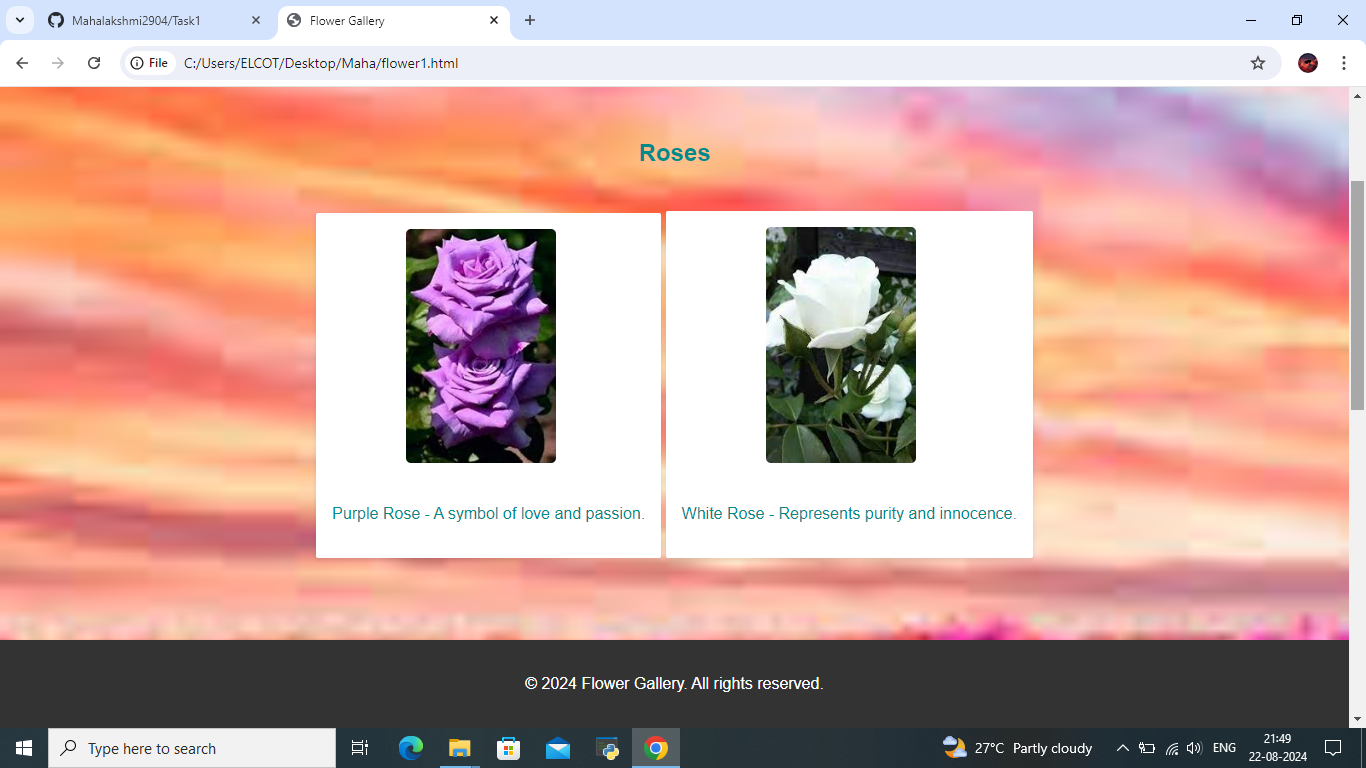 Mahalakshmi2904/Task1
Flower Gallery
File
C:/Users/ELCOT/Desktop/Maha/flower1.html
Roses
Purple Rose - A symbol of love and passion.
White Rose - Represents purity and innocence.
© 2024 Flower Gallery. All rights reserved.
Type here to search
27°C Partly cloudy
ENG
21:49
22-08-2024